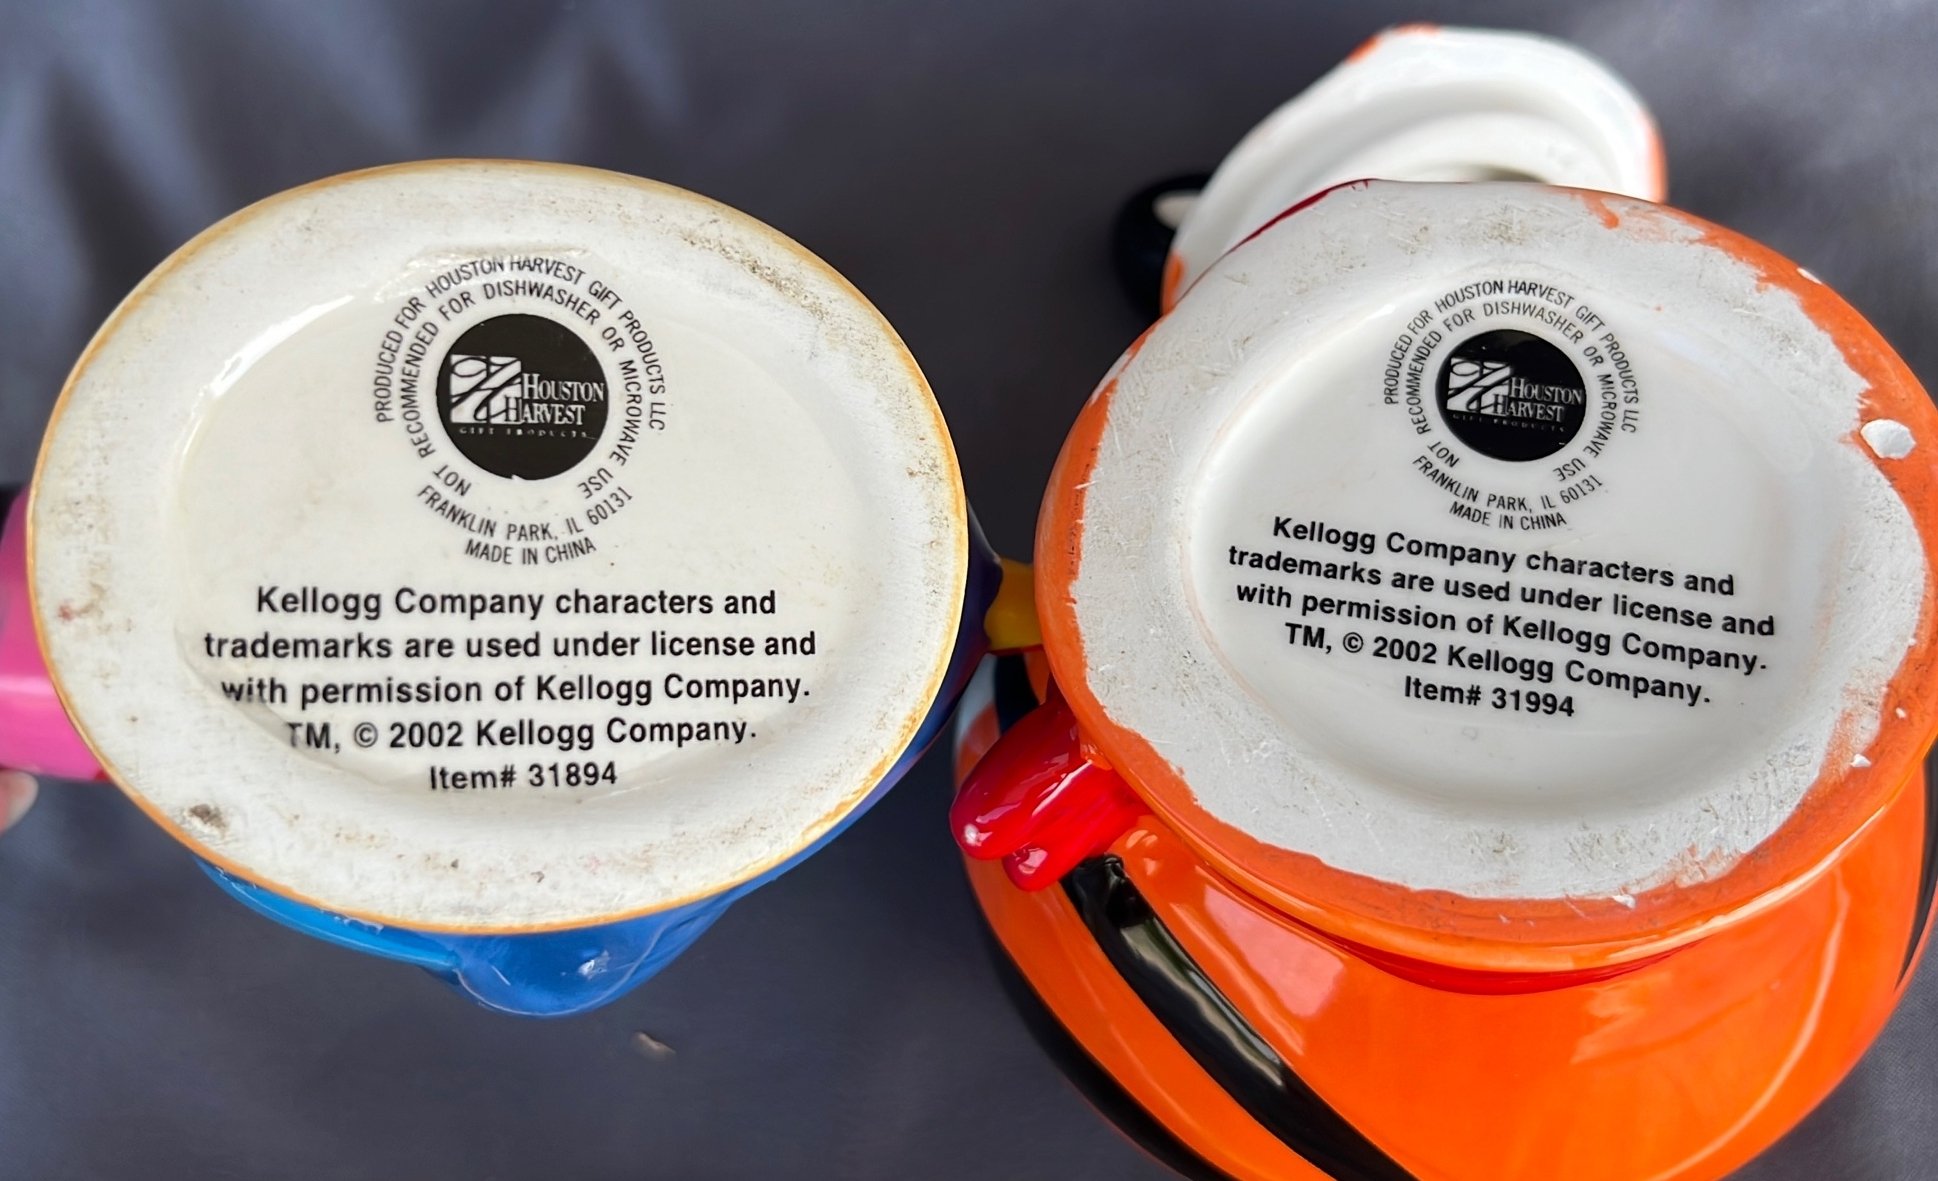 PRODUCED FOR HOUSTON HARVEST GIFT PRODUCTS LLC
NOT RECOMMENDED FOR DISHWASHER OR MICROWAVE USE
HOUSTON
HARVEST
GIFT PRODUCTS
FRANKLIN PARK, IL 60131
MADE IN CHINA
Kellogg Company characters and
trademarks are used under license and
with permission of Kellogg Company.
TM, © 2002 Kellogg Company.
Item# 31894
PRODUCED FOR HOUSTON HARVEST GIFT PRODUCTS LLC
NOT RECOMMENDED FOR DISHWASHER OR MICROWAVE USE
HOUSTON
HARVEST
GIFT PRODUCTS
FRANKLIN PARK, IL 60131
MADE IN CHINA
Kellogg Company characters and
trademarks are used under license and
with permission of Kellogg Company.
TM, © 2002 Kellogg Company.
Item# 31994